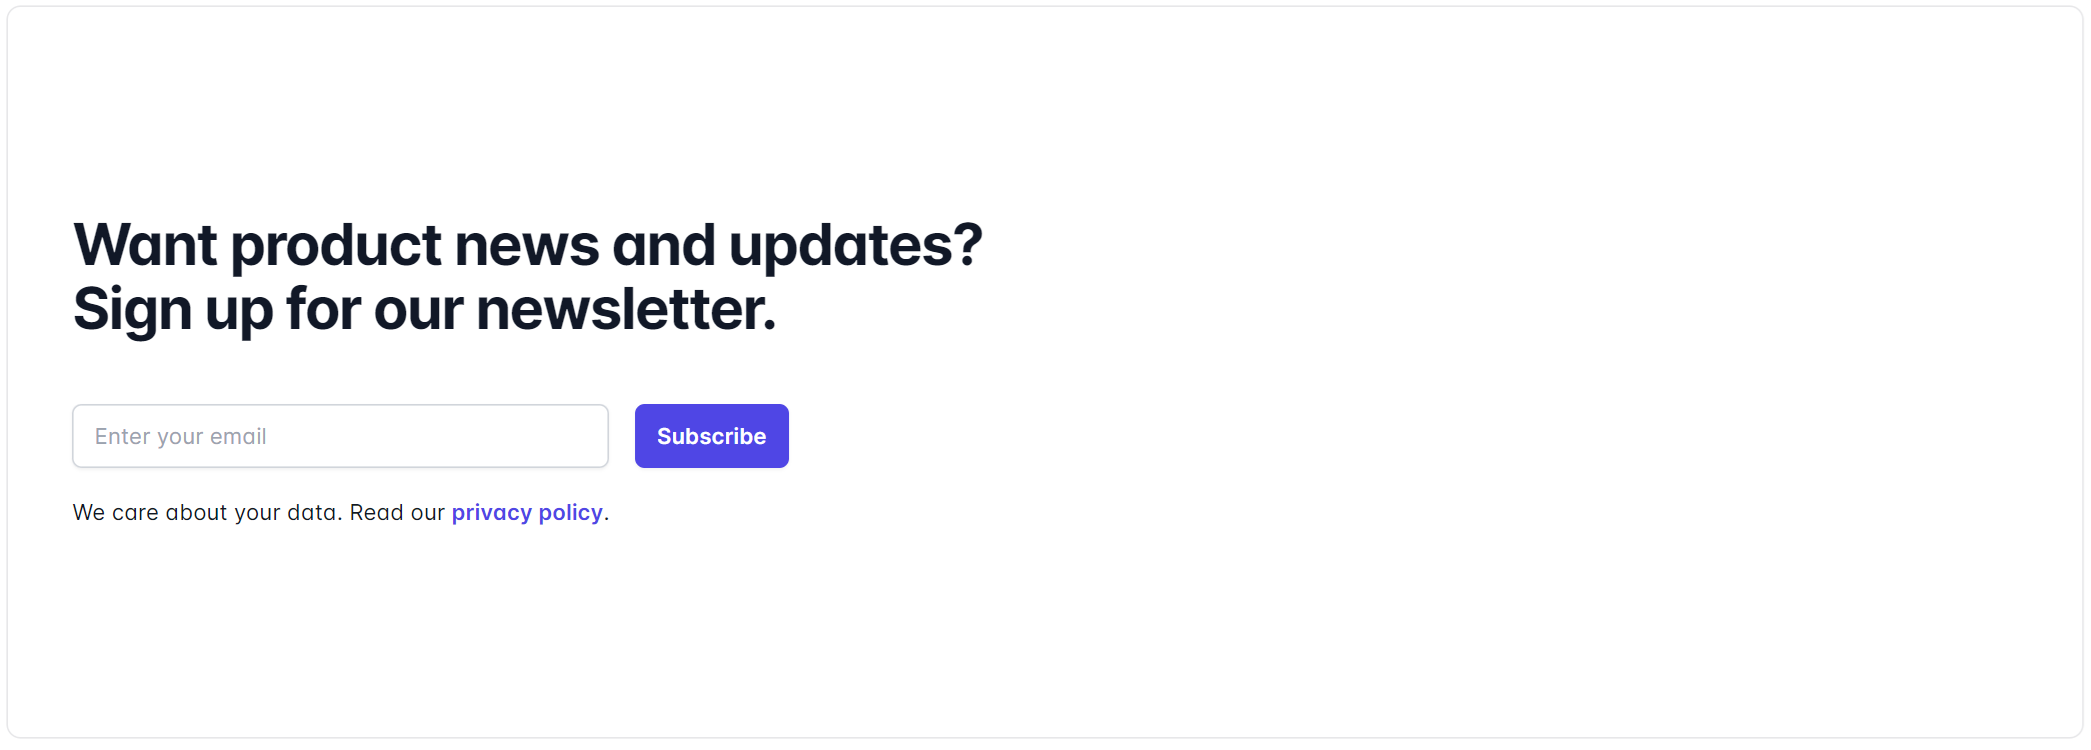 Want product news and updates?
Sign up for our newsletter.
Enter your email
Subscribe
We care about your data. Read our privacy policy.